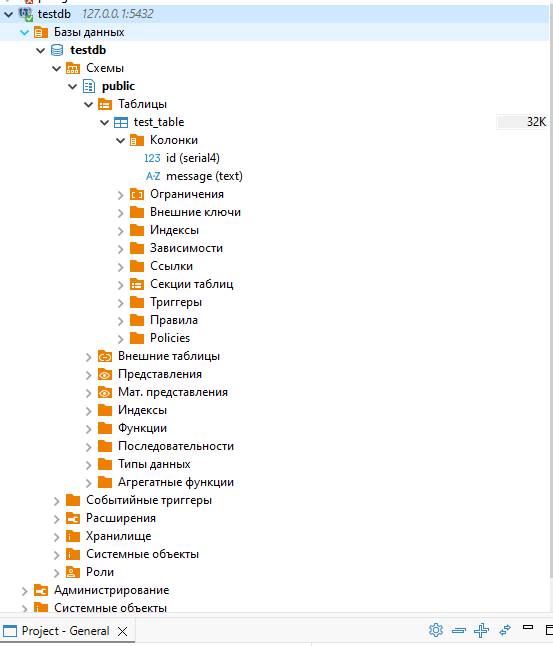 testdb 127.0.0.1:5432
Базы данных
testdb
Схемы
public
Таблицы
test_table 32K
Колонки
123 id (serial4)
A-Z message (text)
Ограничения
Внешние ключи
Индексы
Зависимости
Ссылки
Секции таблиц
Триггеры
Правила
Policies
Внешние таблицы
Представления
Мат. представления
Индексы
Функции
Последовательности
Типы данных
Агрегатные функции
Событийные триггеры
Расширения
Хранилище
Системные объекты
Роли
Администрирование
Системные объекты
Project - General